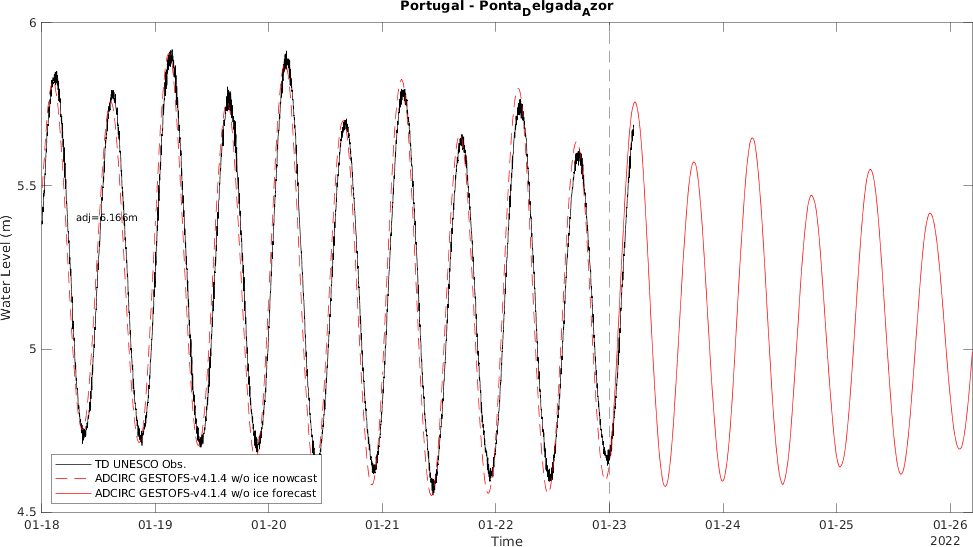 Portugal - Ponta_Delgada_Azor
6
5.5
5
4.5
Water Level (m)
adj=5.166m
TD UNESCO Obs.
ADCIRC GESTOFS-v4.1.4 w/o ice nowcast
ADCIRC GESTOFS-v4.1.4 w/o ice forecast
01-18 01-19 01-20 01-21 01-22 01-23 01-24 01-25 01-26
Time 2022